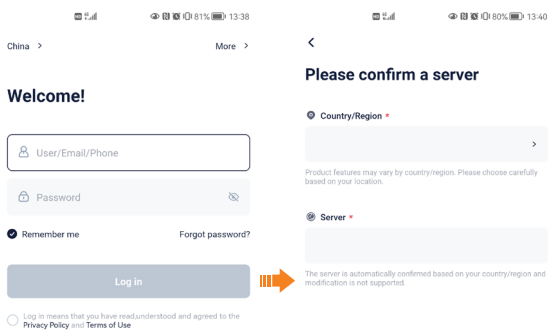 81% 13:38
China >
More >
Welcome!
User/Email/Phone
Password
Remember me
Forgot password?
Log in
Log in means that you have read,understood and agreed to the
Privacy Policy and Terms of Use
80% 13:40
Please confirm a server
Country/Region *
Product features may vary by country/region. Please choose carefully
based on your location.
Server *
The server is automatically confirmed based on your country/region and
modification is not supported.